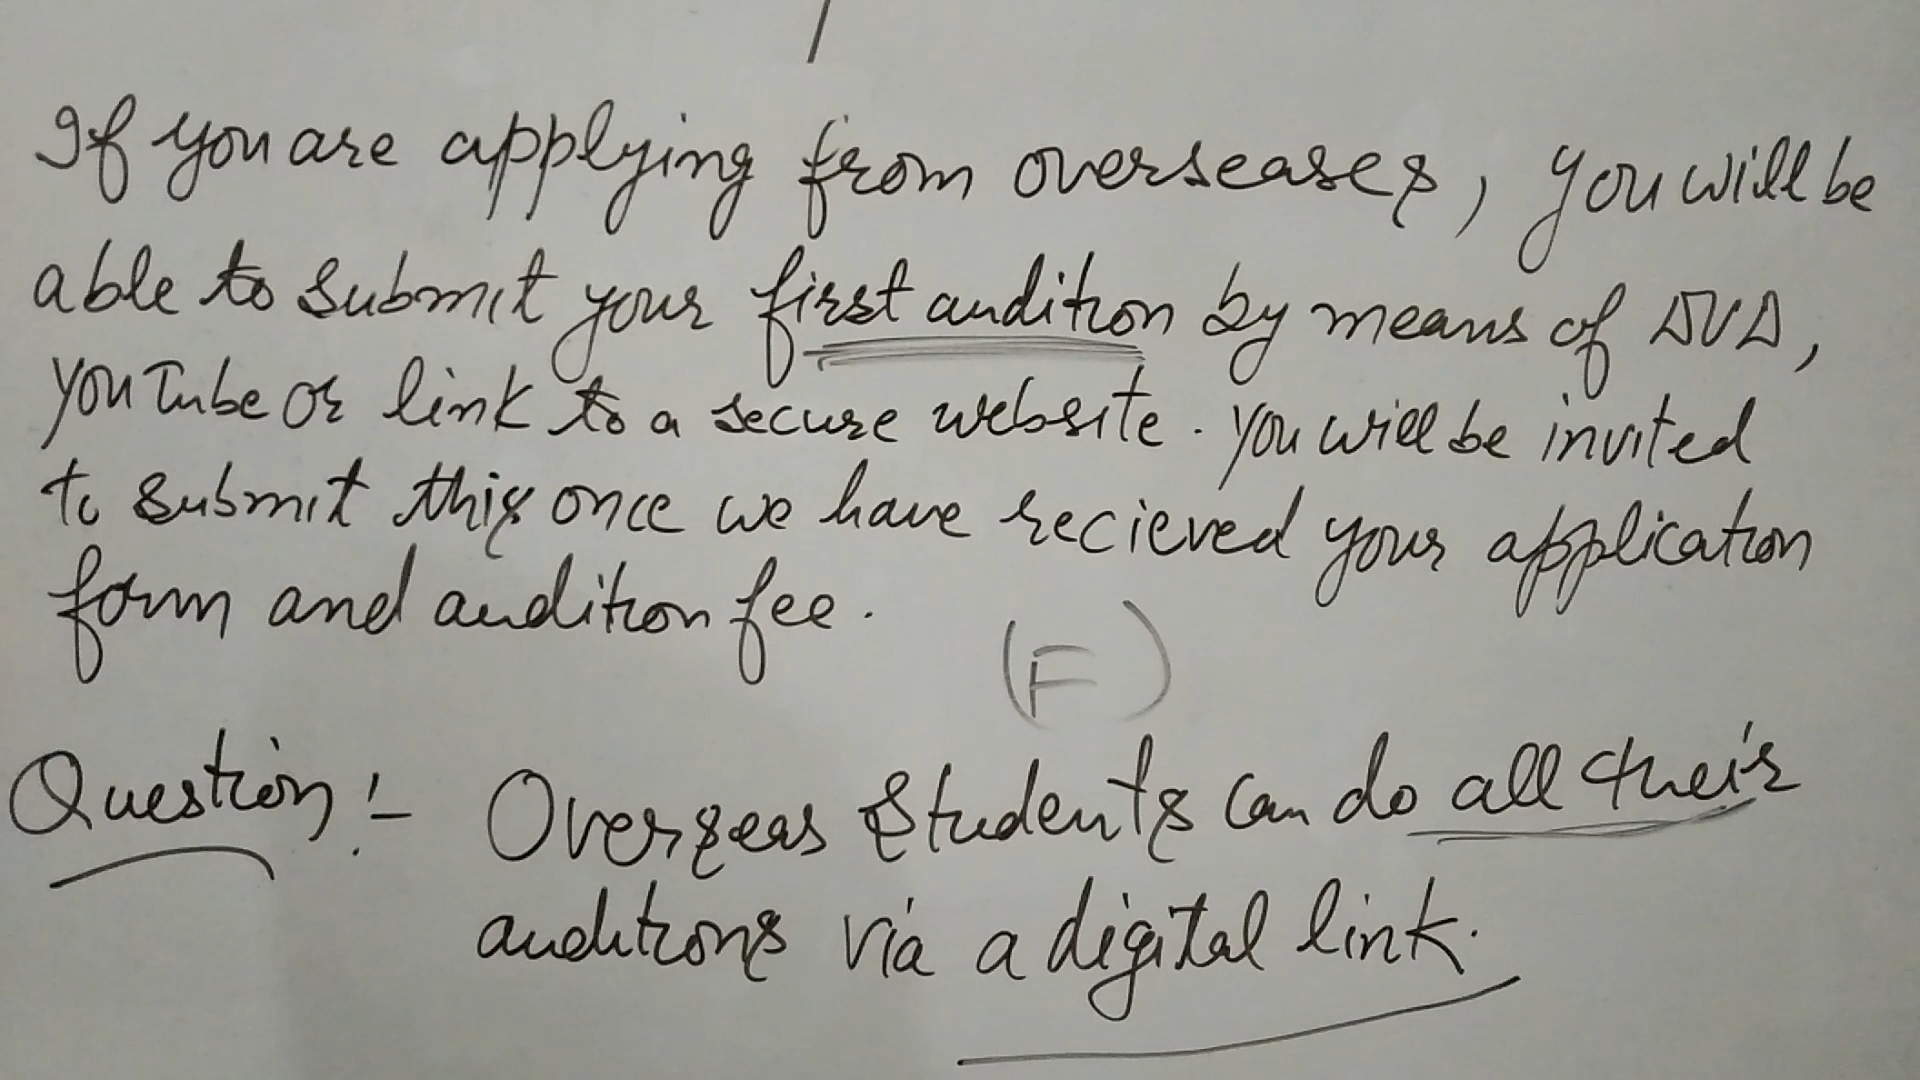 If you are applying from overseases, you will be
able to submit your first audition by means of DVD,
YouTube or link to a secure website. You will be invited
to submit this once we have recieved your application
form and audition fee.
(F)
Question:- Overseas students can do all their
auditions via a digital link.